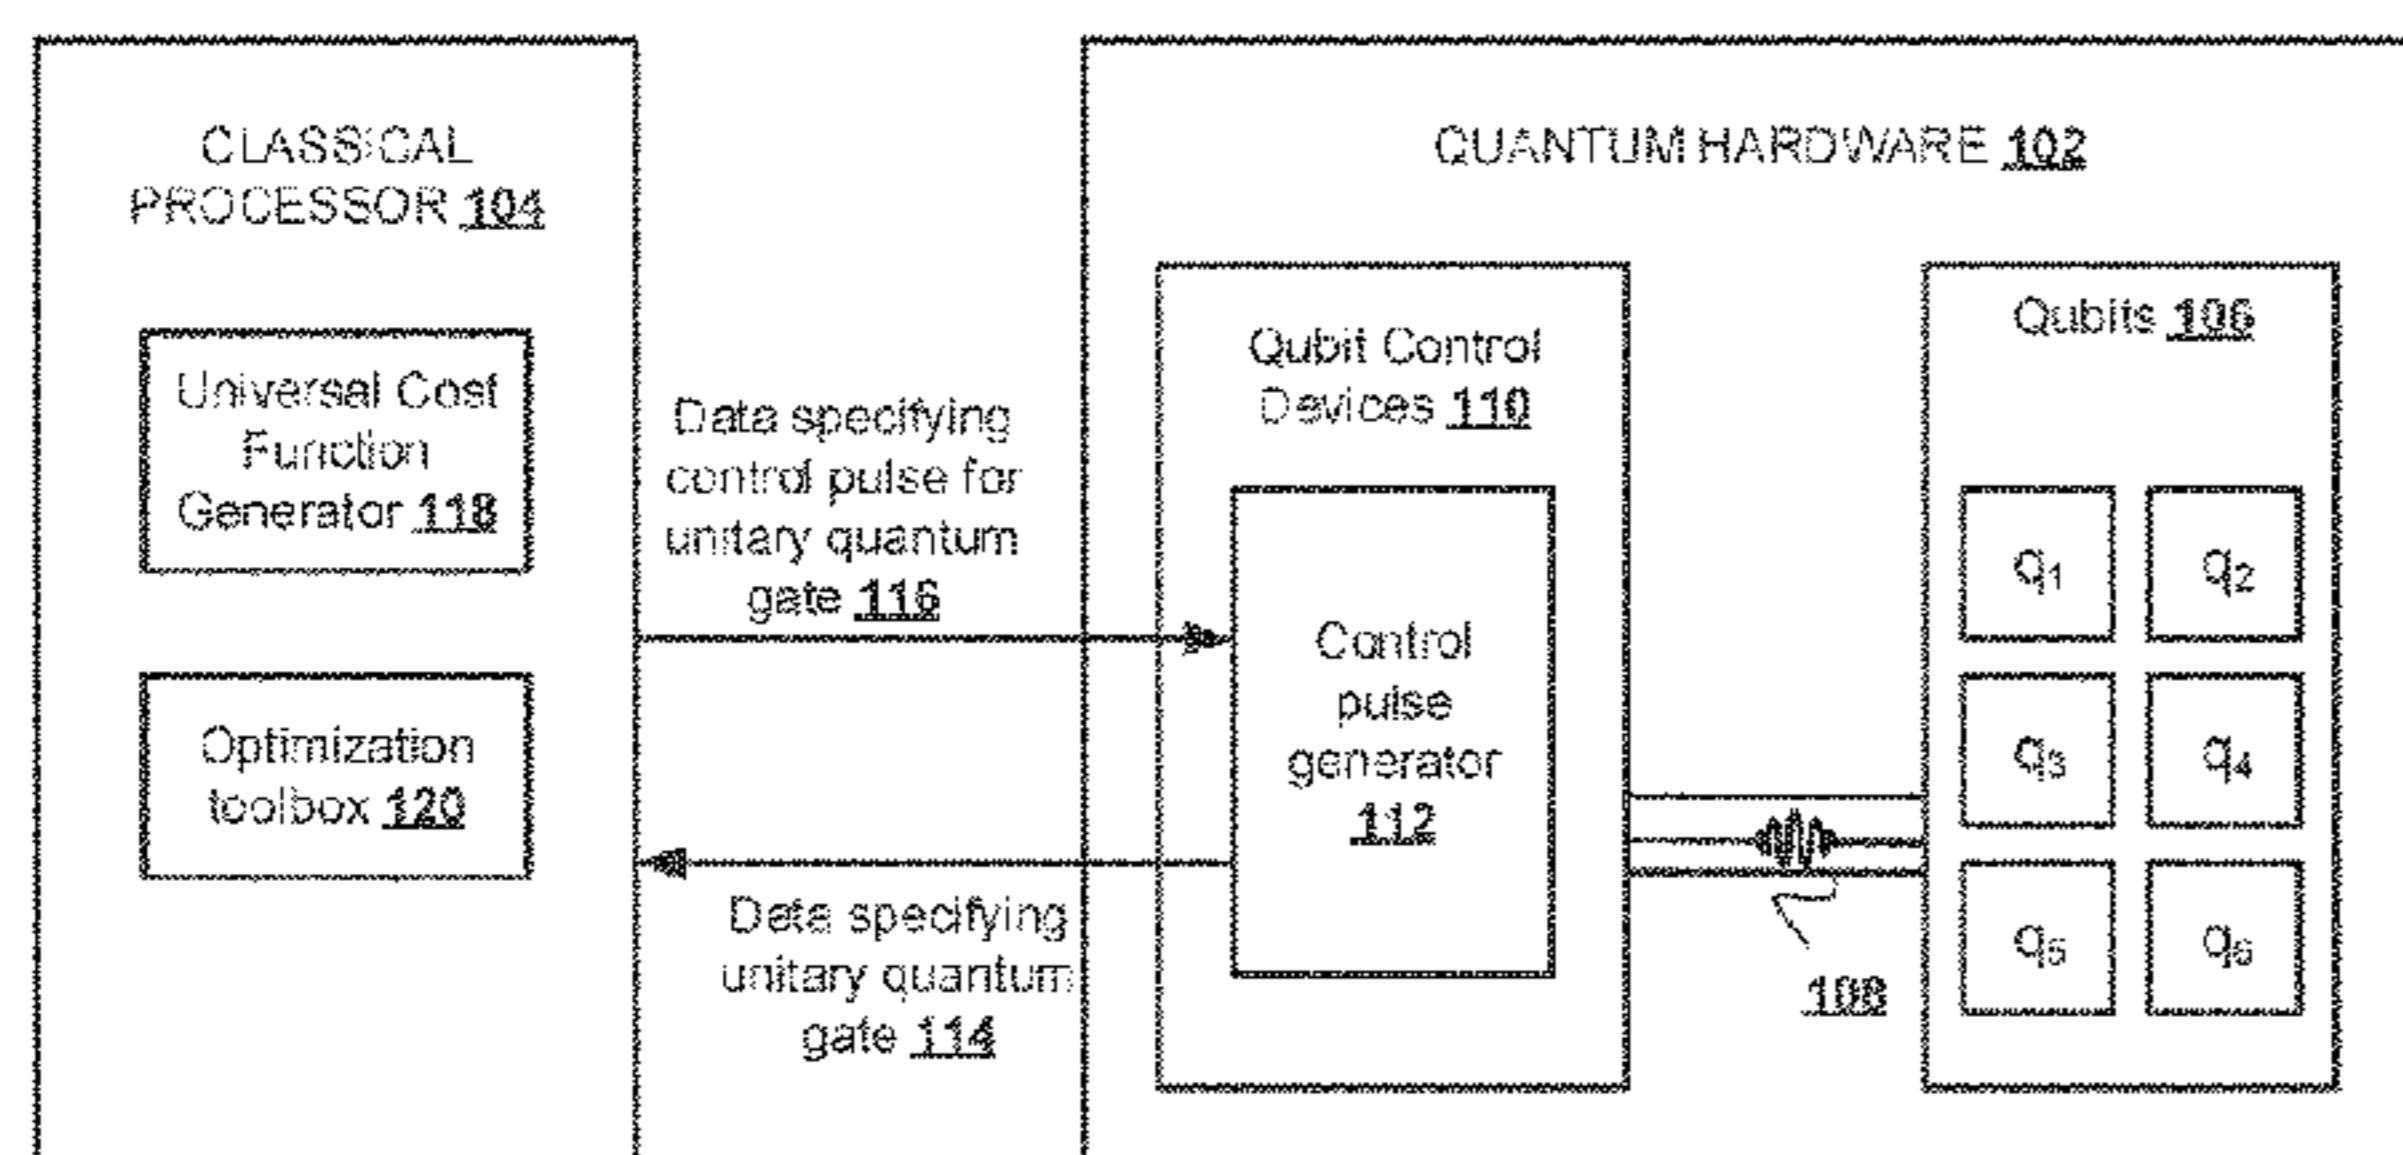 CLASSICAL
PROCESSOR 104
Universal Cost
Function
Generator 118
Optimization
toolbox 120
Data specifying
control pulse for
unitary quantum
gate 116
Data specifying
unitary quantum
gate 114
QUANTUM HARDWARE 102
Qubit Control
Devices 110
Control
pulse
generator
112
108
Qubits 106
q1 q2
q3 q4
q5 q6